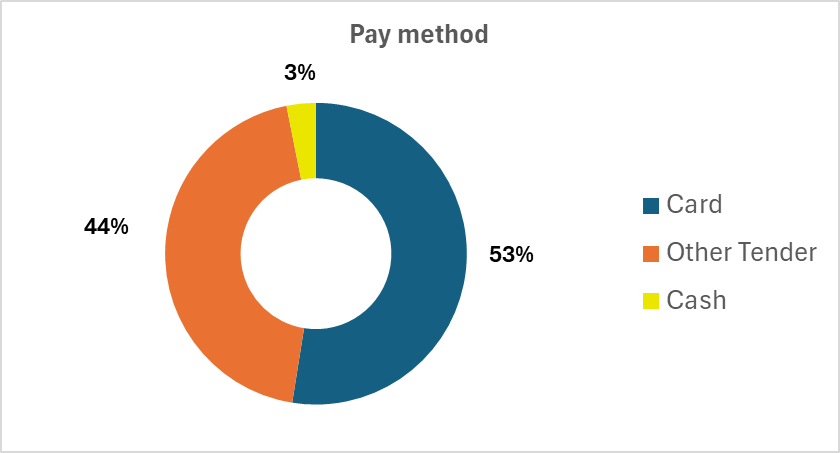 Pay method
3%
44%
53%
Card
Other Tender
Cash